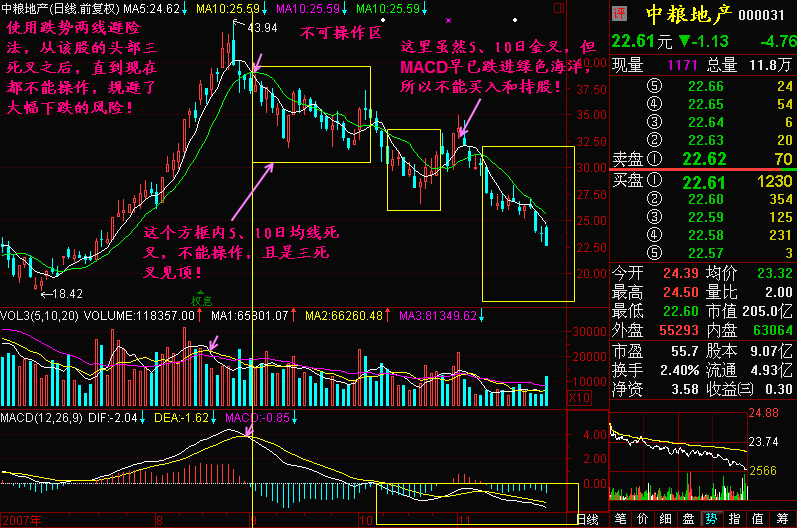 中粮地产(日线.前复权) MA5:24.62↓ MA10:25.59↓ MA10:25.59↓ MA10:25.59↓
43.94
使用跌势两线避险
法，从该股的头部三
死叉之后，直到现在
都不能操作，规避了
大幅下跌的风险！
不可操作区
这里虽然5、10日金叉，但
MACD早已跌进绿色海洋，
所以不能买入和持股！
这个方框内5、10日均线死
叉，不能操作，且是三死
叉见顶！
18.42
权息
40.00
37.50
35.00
32.50
30.00
27.50
25.00
22.50
20.00
VOL3(5,10,20) VOLUME:118357.00↑ MA1:65301.07↑ MA2:66260.48↑ MA3:81349.62↓
30000
20000
10000
X10
MACD(12,26,9) DIF:-2.04↓ DEA:-1.62↓ MACD:-0.85↓
4.00
2.00
0.00
-2.00
2007年 8 9 10 11 日线
评 中粮地产 000031
22.61元 ▼-1.13 -4.76
现量 1171 总量 11.8万
⑤ 22.66 24
④ 22.65 54
③ 22.64 6
② 22.63 20
卖盘① 22.62 70
买盘① 22.61 1230
② 22.60 354
③ 22.59 125
④ 22.58 231
⑤ 22.57 3
今开 24.39 均价 23.32
最高 24.50 量比 2.00
最低 22.60 市值 205.0亿
外盘 55293 内盘 63064
市盈 55.7 股本 9.07亿
换手 2.40% 流通 4.93亿
净资 3.58 收益㈢ 0.30
24.88
23.74
2566
笔 价 细 盘 势 指 值 筹